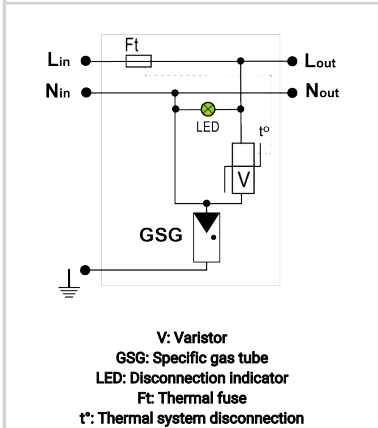 Ft
Lin
Lout
Nin
Nout
LED
t°
V
GSG
V: Varistor
GSG: Specific gas tube
LED: Disconnection indicator
Ft: Thermal fuse
t°: Thermal system disconnection